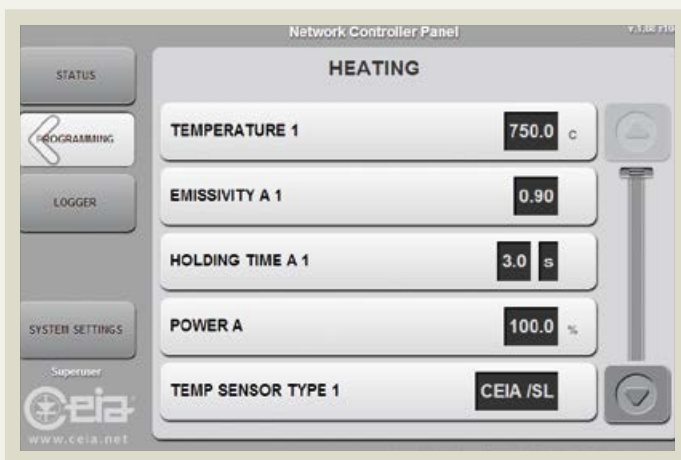 Network Controller Panel
STATUS
PROGRAMMING
LOGGER
SYSTEM SETTINGS
Superuser
Ceia
www.ceia.net
HEATING
TEMPERATURE 1 750.0 C
EMISSIVITY A 1 0.90
HOLDING TIME A 1 3.0 s
POWER A 100.0 %
TEMP SENSOR TYPE 1 CEIA /SL